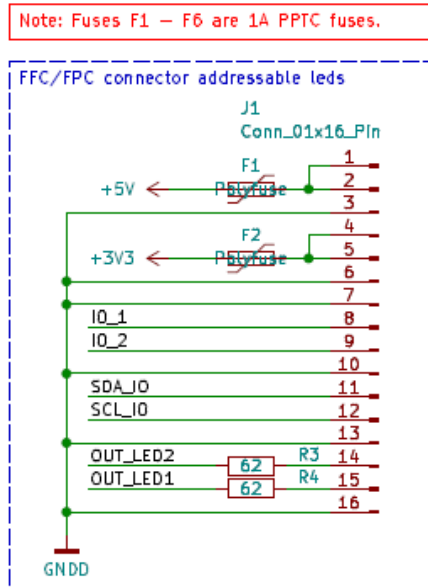 Note: Fuses F1 – F6 are 1A PPTC fuses.
FFC/FPC connector addressable leds
J1
Conn_01x16_Pin
F1
1
+5V
Polyfuse
2
3
F2
4
+3V3
Polyfuse
5
6
7
IO_1
8
IO_2
9
10
SDA_IO
11
SCL_IO
12
13
OUT_LED2
62
R3
14
OUT_LED1
62
R4
15
16
GNDD